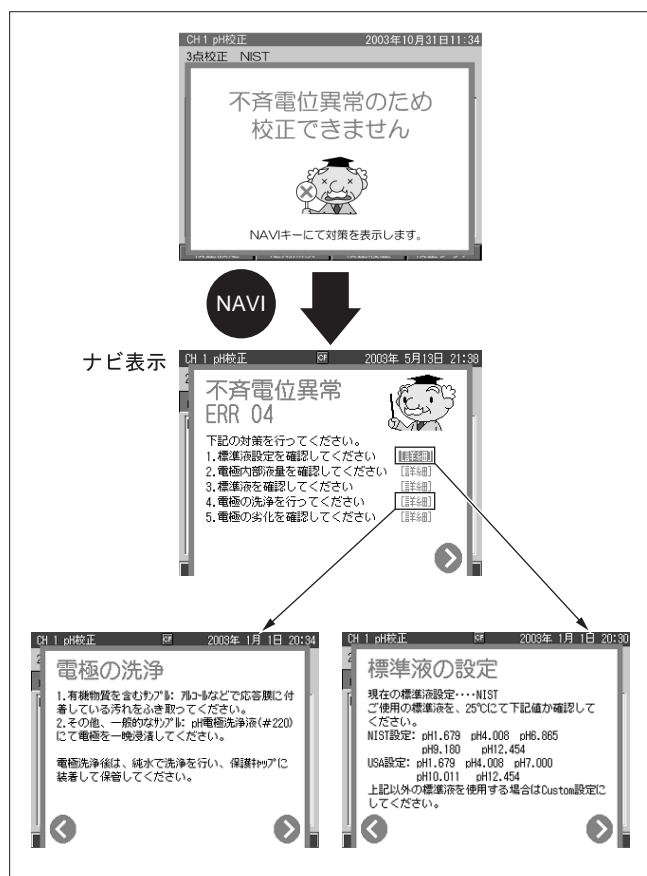 CH 1 pH校正 2003年10月31日11:34
3点校正 NIST
不斉電位異常のため
校正できません
NAVIキーにて対策を表示します。
NAVI
ナビ表示
CH 1 pH校正 CF 2003年 5月13日 21:38
不斉電位異常
ERR 04
下記の対策を行ってください。
1.標準液設定を確認してください [詳細]
2.電極内部液量を確認してください [詳細]
3.標準液を確認してください [詳細]
4.電極の洗浄を行ってください [詳細]
5.電極の劣化を確認してください [詳細]
CH 1 pH校正 CF 2003年 1月 1日 20:34
電極の洗浄
1.有機物質を含むサンプル: アルコールなどで応答膜に付
着している汚れをふき取ってください。
2.その他、一般的なサンプル: pH電極洗浄液(#220)
にて電極を一晩浸漬してください。
電極洗浄後は、純水で洗浄を行い、保護キャップに
装着して保管してください。
CH 1 pH校正 CF 2003年 1月 1日 20:30
標準液の設定
現在の標準液設定････NIST
ご使用の標準液を、25℃にて下記値か確認して
ください。
NIST設定: pH1.679 pH4.008 pH6.865
pH9.180 pH12.454
USA設定: pH1.679 pH4.008 pH7.000
pH10.011 pH12.454
上記以外の標準液を使用する場合はCustom設定に
してください。